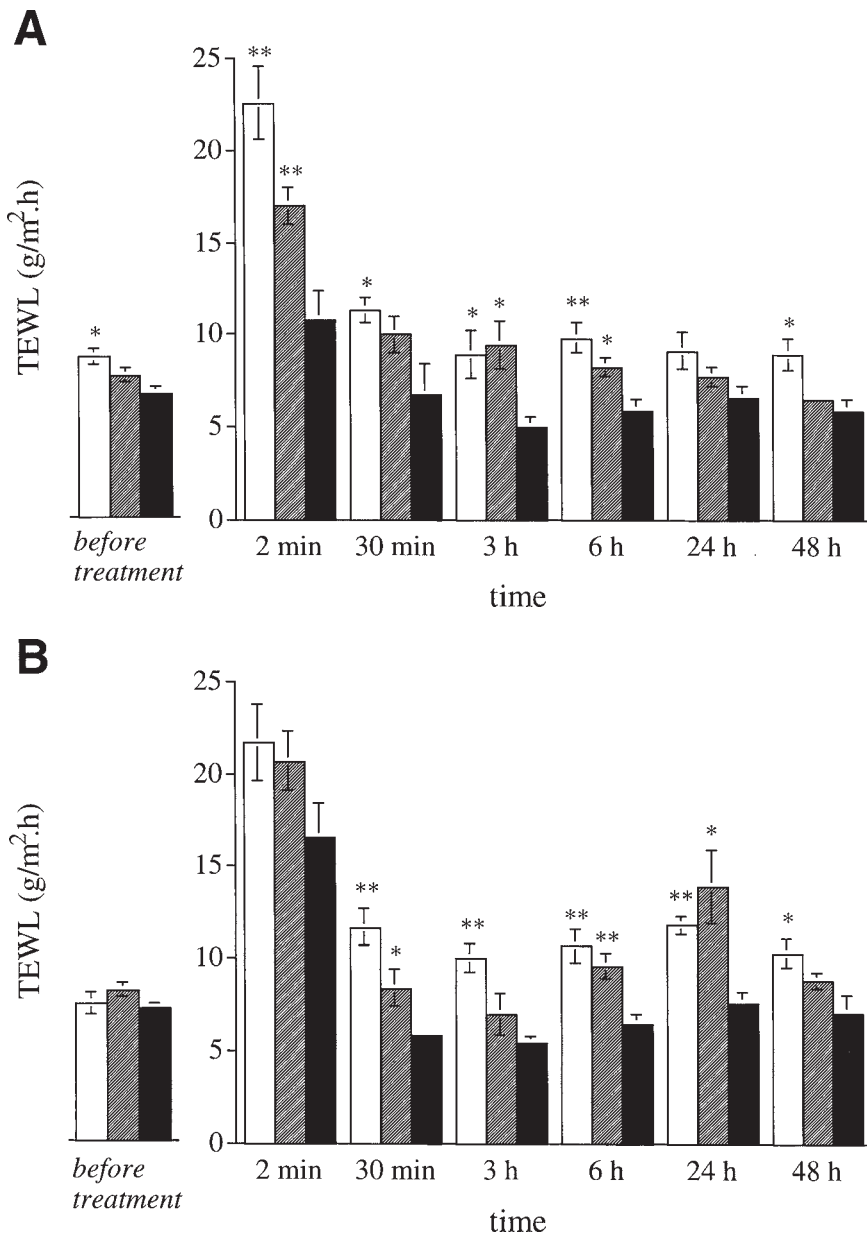 A
TEWL (g/m².h)
25
20
15
10
5
0
**
**
*
*
*
*
**
*
*
before
treatment
2 min
30 min
3 h
6 h
24 h
48 h
time
B
TEWL (g/m².h)
25
20
15
10
5
0
**
*
**
**
**
**
*
*
before
treatment
2 min
30 min
3 h
6 h
24 h
48 h
time